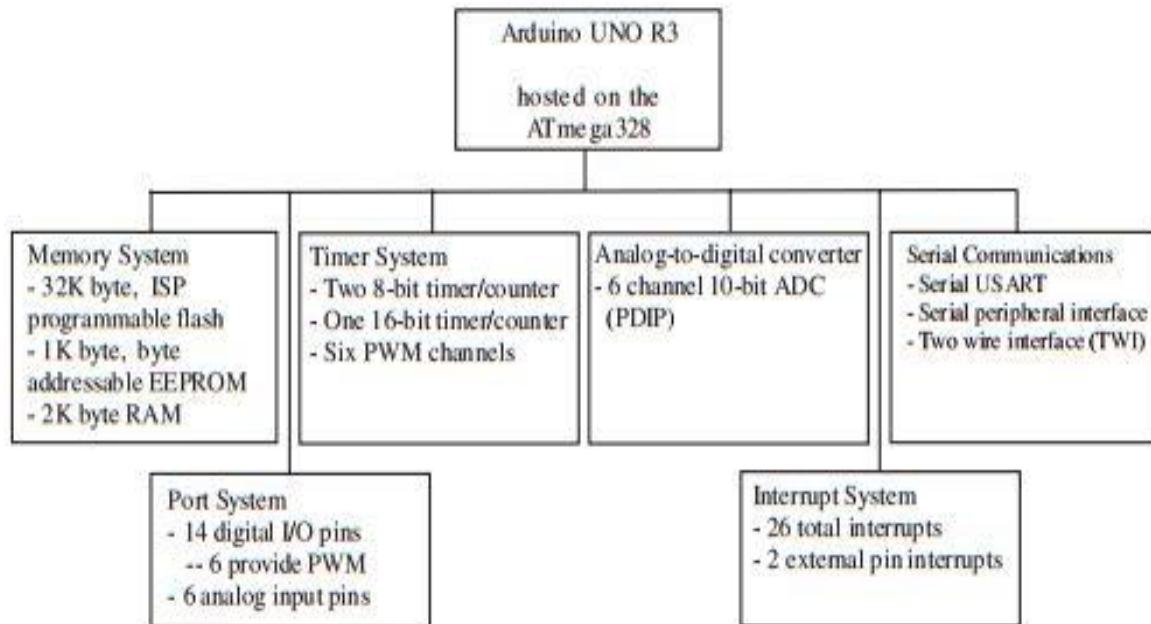 Arduino UNO R3
hosted on the
ATmega328
Memory System
- 32K byte, ISP
programmable flash
- 1K byte, byte
addressable EEPROM
- 2K byte RAM
Timer System
- Two 8-bit timer/counter
- One 16-bit timer/counter
- Six PWM channels
Analog-to-digital converter
- 6 channel 10-bit ADC
(PDIP)
Serial Communications
- Serial USART
- Serial peripheral interface
- Two wire interface (TWI)
Port System
- 14 digital I/O pins
-- 6 provide PWM
- 6 analog input pins
Interrupt System
- 26 total interrupts
- 2 external pin interrupts